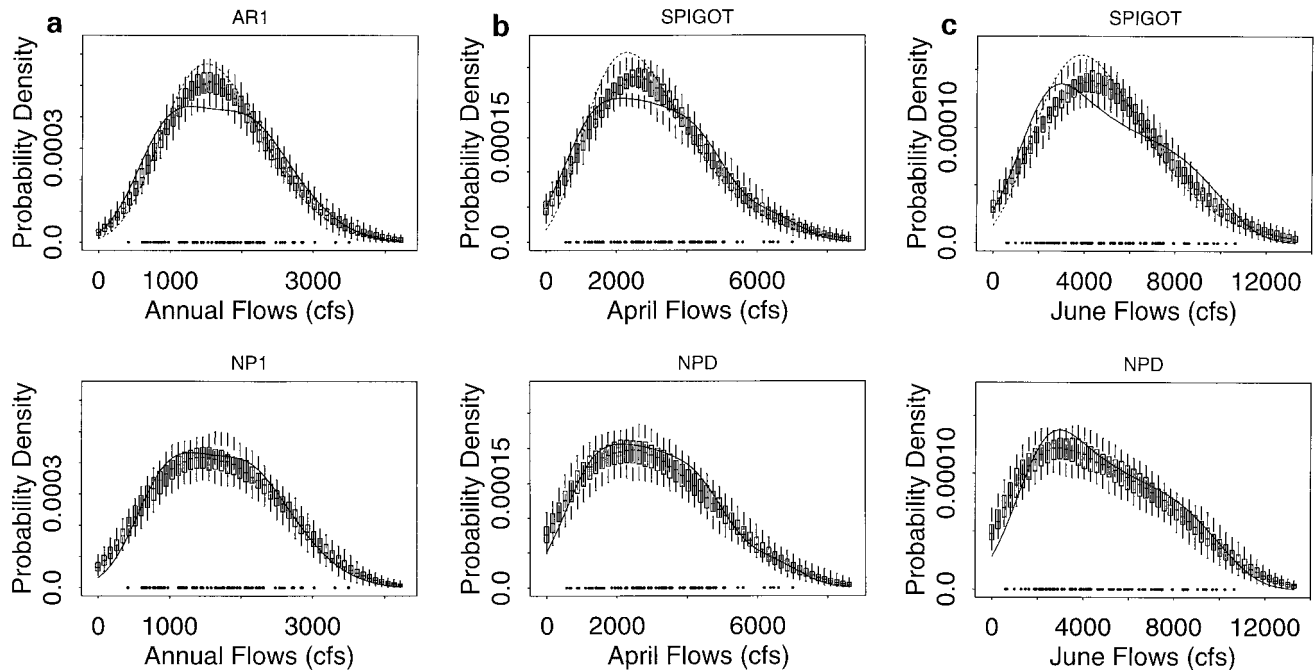 a
AR1
Probability Density
0.0 0.0003
0 1000 3000
Annual Flows (cfs)
b
SPIGOT
Probability Density
0.0 0.00015
0 2000 6000
April Flows (cfs)
c
SPIGOT
Probability Density
0.0 0.00010
0 4000 8000 12000
June Flows (cfs)
NP1
Probability Density
0.0 0.0003
0 1000 3000
Annual Flows (cfs)
NPD
Probability Density
0.0 0.00015
0 2000 6000
April Flows (cfs)
NPD
Probability Density
0.0 0.00010
0 4000 8000 12000
June Flows (cfs)